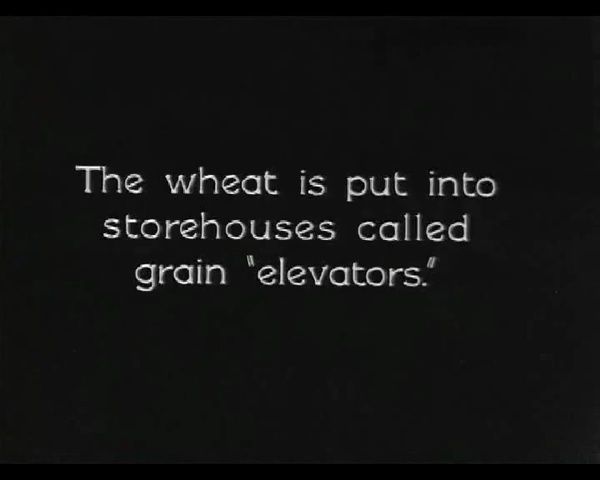 The wheat is put into
storehouses called
grain "elevators."